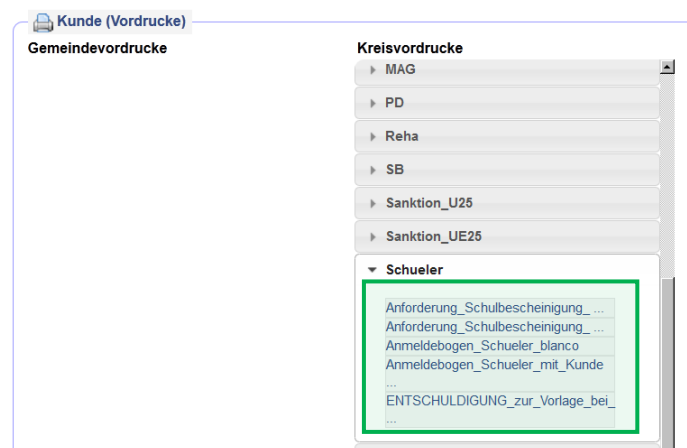 Kunde (Vordrucke)
Gemeindevordrucke
Kreisvordrucke
MAG
PD
Reha
SB
Sanktion_U25
Sanktion_UE25
Schueler
Anforderung_Schulbescheinigung_ ...
Anforderung_Schulbescheinigung_ ...
Anmeldebogen_Schueler_blanco
Anmeldebogen_Schueler_mit_Kunde
...
ENTSCHULDIGUNG_zur_Vorlage_bei_
...